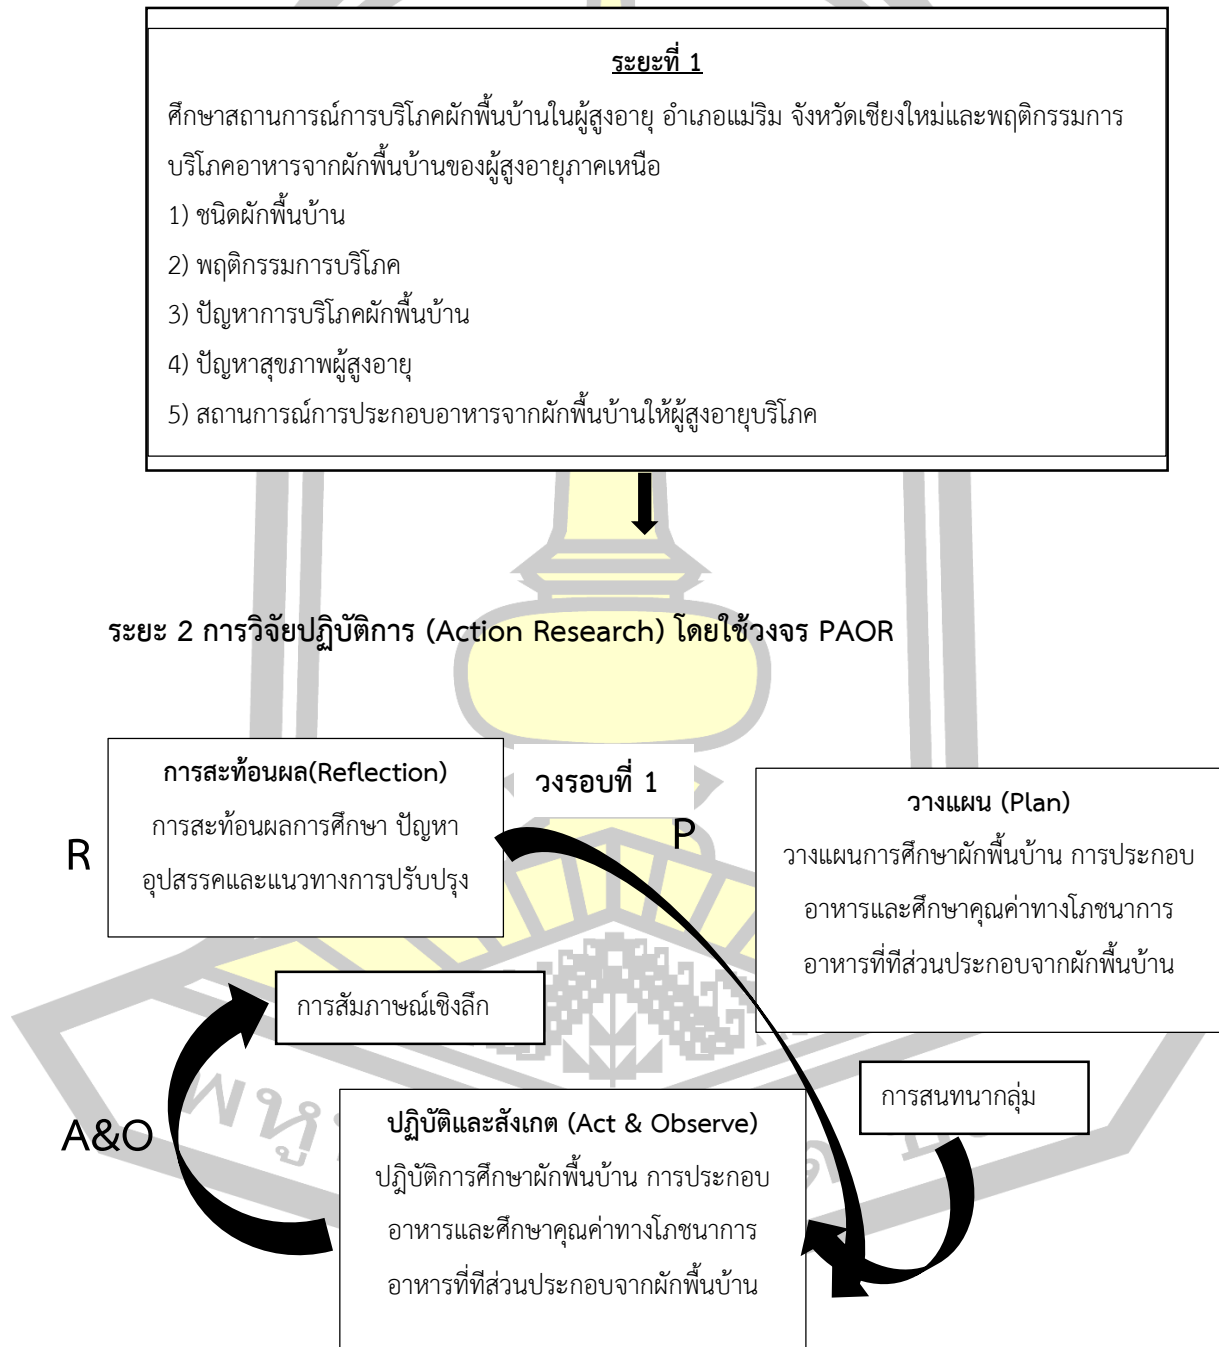 ระยะที่ 1
ศึกษาสถานการณ์การบริโภคผักพื้นบ้านในผู้สูงอายุ อำเภอแม่ริม จังหวัดเชียงใหม่และพฤติกรรมการ
บริโภคอาหารจากผักพื้นบ้านของผู้สูงอายุภาคเหนือ
1) ชนิดผักพื้นบ้าน
2) พฤติกรรมการบริโภค
3) ปัญหาการบริโภคผักพื้นบ้าน
4) ปัญหาสุขภาพผู้สูงอายุ
5) สถานการณ์การประกอบอาหารจากผักพื้นบ้านให้ผู้สูงอายุบริโภค
ระยะ 2 การวิจัยปฏิบัติการ (Action Research) โดยใช้วงจร PAOR
วงรอบที่ 1
R
การสะท้อนผล(Reflection)
การสะท้อนผลการศึกษา ปัญหา
อุปสรรคและแนวทางการปรับปรุง
P
วางแผน (Plan)
วางแผนการศึกษาผักพื้นบ้าน การประกอบ
อาหารและศึกษาคุณค่าทางโภชนาการ
อาหารที่ทีส่วนประกอบจากผักพื้นบ้าน
การสัมภาษณ์เชิงลึก
การสนทนากลุ่ม
A&O
ปฏิบัติและสังเกต (Act & Observe)
ปฎิบัติการศึกษาผักพื้นบ้าน การประกอบ
อาหารและศึกษาคุณค่าทางโภชนาการ
อาหารที่ทีส่วนประกอบจากผักพื้นบ้าน